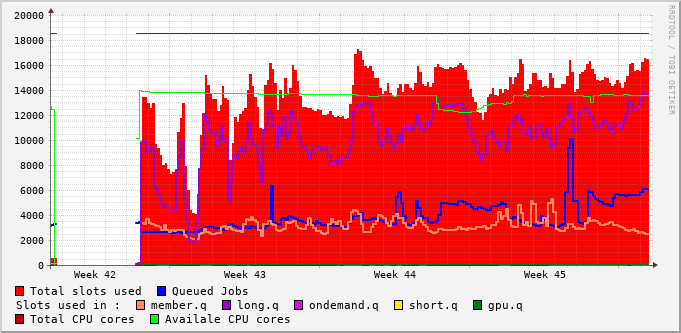 20000
18000
16000
14000
12000
10000
8000
6000
4000
2000
0
Week 42 Week 43 Week 44 Week 45
RRDTOOL / TOBI OETIKER
Total slots used Queued Jobs
Slots used in : member.q long.q ondemand.q short.q gpu.q
Total CPU cores Availale CPU cores